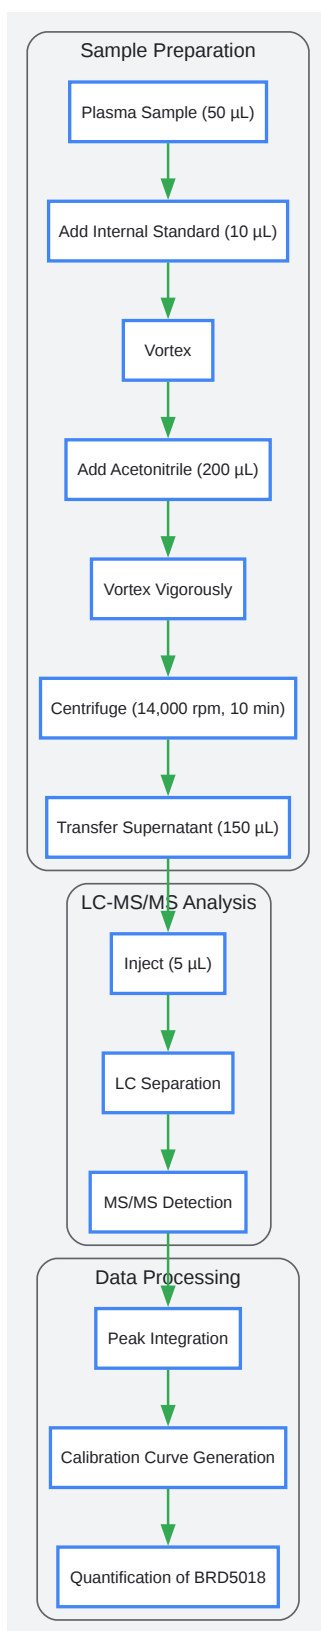 Sample Preparation
Plasma Sample (50 µL)
Add Internal Standard (10 µL)
Vortex
Add Acetonitrile (200 µL)
Vortex Vigorously
Centrifuge (14,000 rpm, 10 min)
Transfer Supernatant (150 µL)
LC-MS/MS Analysis
Inject (5 µL)
LC Separation
MS/MS Detection
Data Processing
Peak Integration
Calibration Curve Generation
Quantification of BRD5018